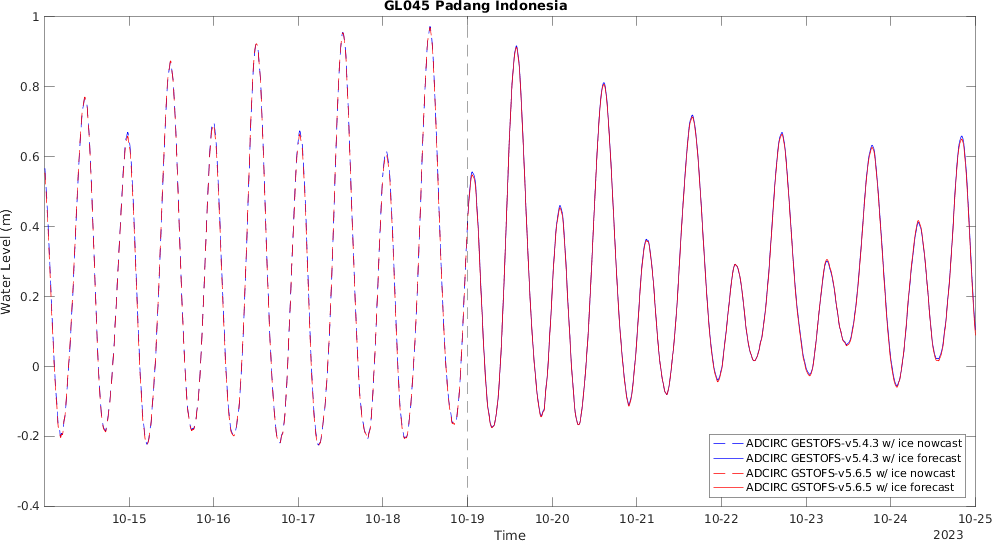 GL045 Padang Indonesia
1
0.8
0.6
0.4
0.2
0
-0.2
-0.4
Water Level (m)
ADCIRC GESTOFS-v5.4.3 w/ ice nowcast
ADCIRC GESTOFS-v5.4.3 w/ ice forecast
ADCIRC GSTOFS-v5.6.5 w/ ice nowcast
ADCIRC GSTOFS-v5.6.5 w/ ice forecast
10-15 10-16 10-17 10-18 10-19 10-20 10-21 10-22 10-23 10-24 10-25
Time 2023